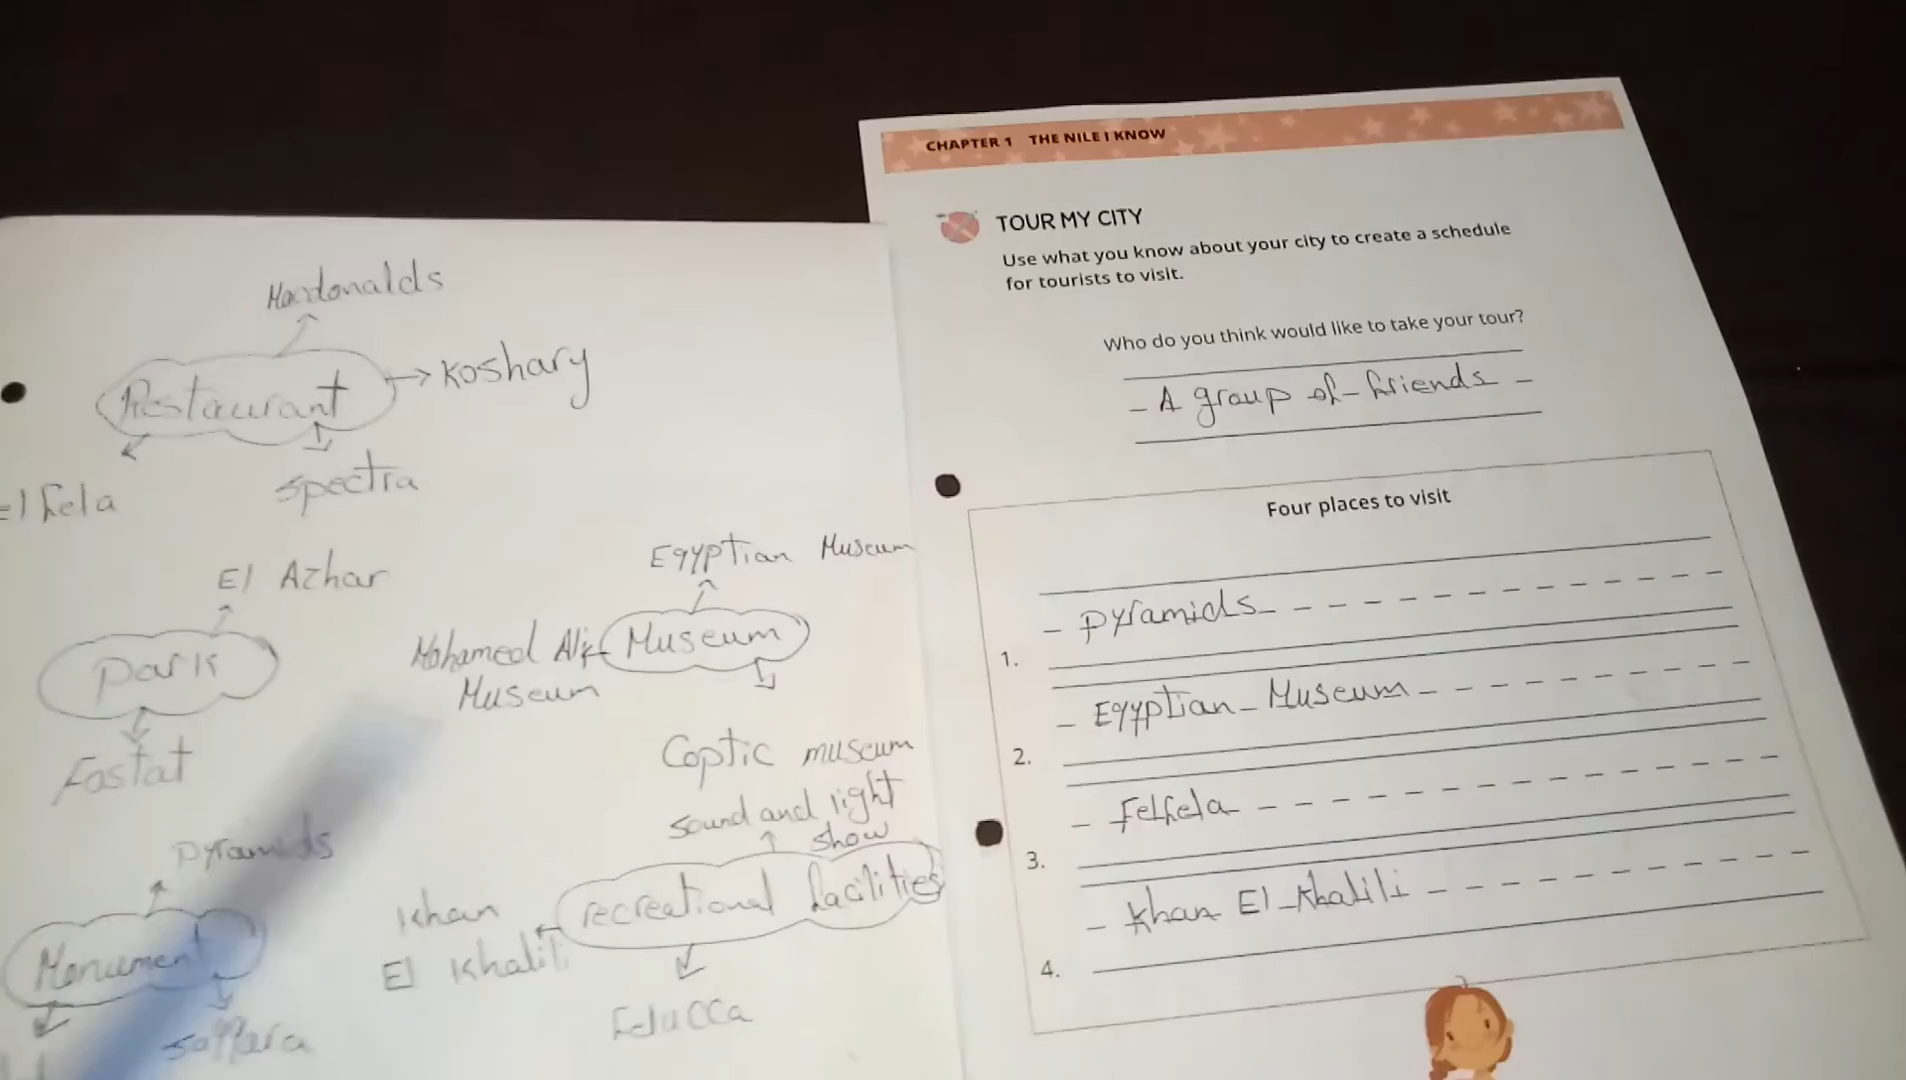 Macdonalds
Restaurant
Koshary
spectra
El Azhar
Park
Fostat
Egyptian Museum
Mohamed Ali
Museum
Museum
Coptic museum
sound and light
show
recreational facilities
Khan
El Khalili
Felucca
pyramids
Monument
saqqara
CHAPTER 1 THE NILE I KNOW
TOUR MY CITY
Use what you know about your city to create a schedule
for tourists to visit.
Who do you think would like to take your tour?
A group of friends
Four places to visit
1. pyramids
2. Egyptian Museum
3. Felfela
4. Khan El Khalili